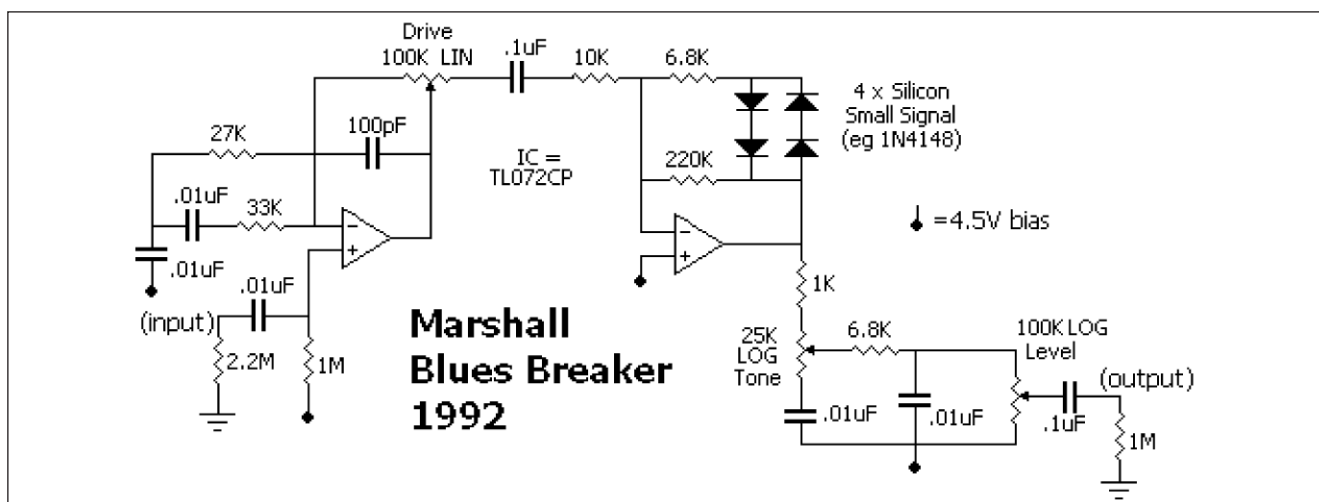 Drive
100K LIN
.1uF
10K
6.8K
4 x Silicon
Small Signal
(eg 1N4148)
27K
100pF
IC =
TL072CP
220K
.01uF
33K
-
+
-
+
=4.5V bias
.01uF
.01uF
(input)
2.2M
1M
Marshall
Blues Breaker
1992
1K
25K
LOG
Tone
6.8K
100K LOG
Level
(output)
.01uF
.01uF
.1uF
1M